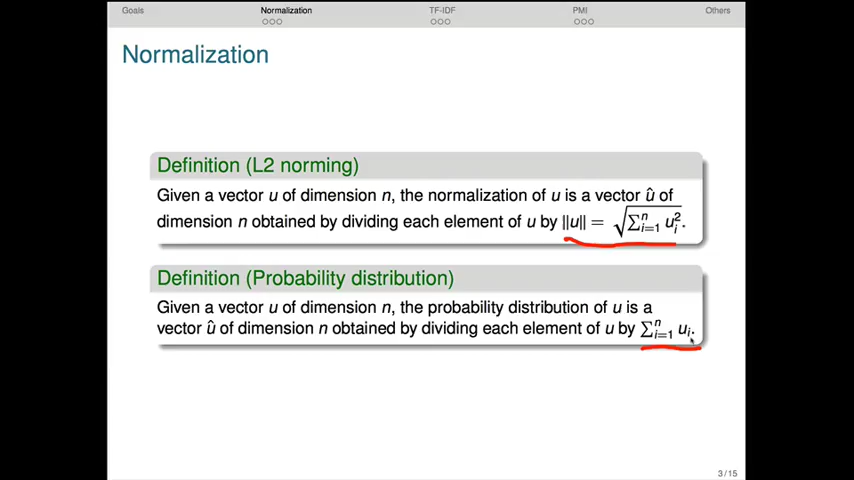 Goals Normalization TF-IDF PMI Others
Normalization
Definition (L2 norming)
Given a vector u of dimension n, the normalization of u is a vector û of
dimension n obtained by dividing each element of u by ‖u‖ = √∑ⁿᵢ₌₁ uᵢ².
Definition (Probability distribution)
Given a vector u of dimension n, the probability distribution of u is a
vector û of dimension n obtained by dividing each element of u by ∑ⁿᵢ₌₁ uᵢ.
3 / 15